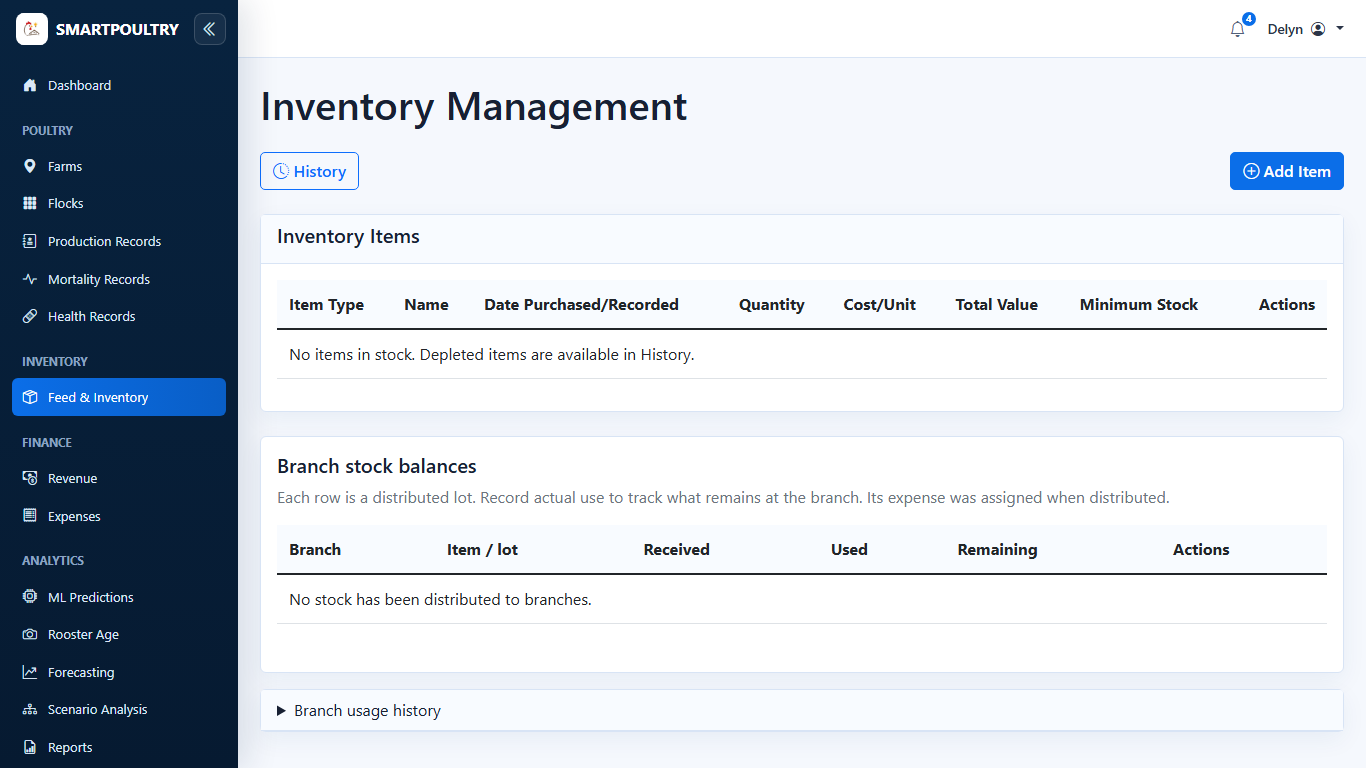 SMARTPOULTRY
Dashboard
POULTRY
Farms
Flocks
Production Records
Mortality Records
Health Records
INVENTORY
Feed & Inventory
FINANCE
Revenue
Expenses
ANALYTICS
ML Predictions
Rooster Age
Forecasting
Scenario Analysis
Reports
4
Delyn
Inventory Management
History
Add Item
Inventory Items
Item Type Name Date Purchased/Recorded Quantity Cost/Unit Total Value Minimum Stock Actions
No items in stock. Depleted items are available in History.
Branch stock balances
Each row is a distributed lot. Record actual use to track what remains at the branch. Its expense was assigned when distributed.
Branch Item / lot Received Used Remaining Actions
No stock has been distributed to branches.
Branch usage history